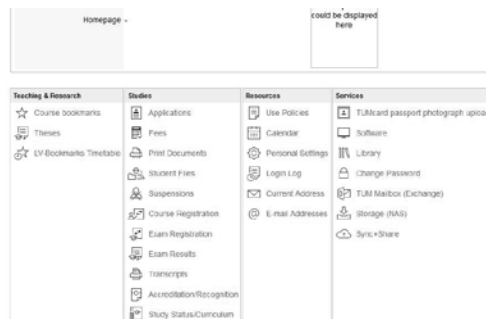 Homepage -
could be displayed
here
Teaching & Research
Course bookmarks
Theses
LV-Bookmarks Timetable
Studies
Applications
Fees
Print Documents
Student Files
Suspensions
Course Registration
Exam Registration
Exam Results
Transcripts
Accreditation/Recognition
Study Status/Curriculum
Resources
Use Policies
Calendar
Personal Settings
Login Log
Current Address
E-mail Addresses
Services
TUMcard passport photograph uploa
Software
Library
Change Password
TUM Mailbox (Exchange)
Storage (NAS)
Sync+Share